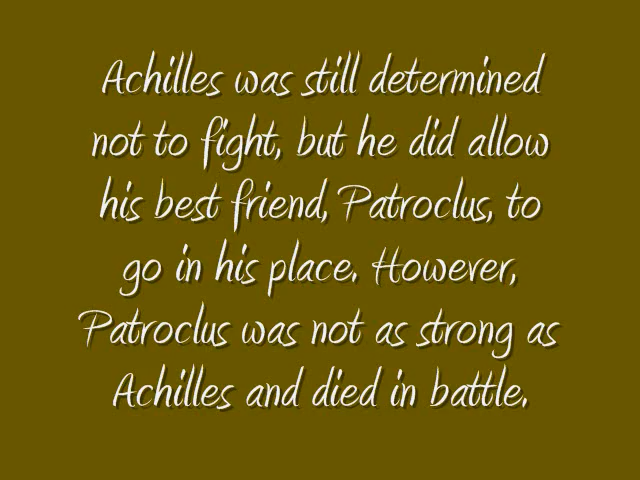 Achilles was still determined
not to fight, but he did allow
his best friend, Patroclus, to
go in his place. However,
Patroclus was not as strong as
Achilles and died in battle.